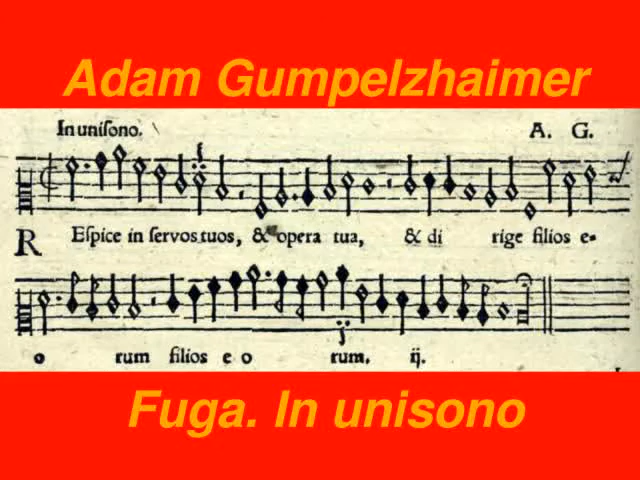 Adam Gumpelzhaimer
In uniſono. A. G.
REſpice in ſervos tuos, & opera tua, & di rige filios e-
o rum filios e o rum. ij.
Fuga. In unisono